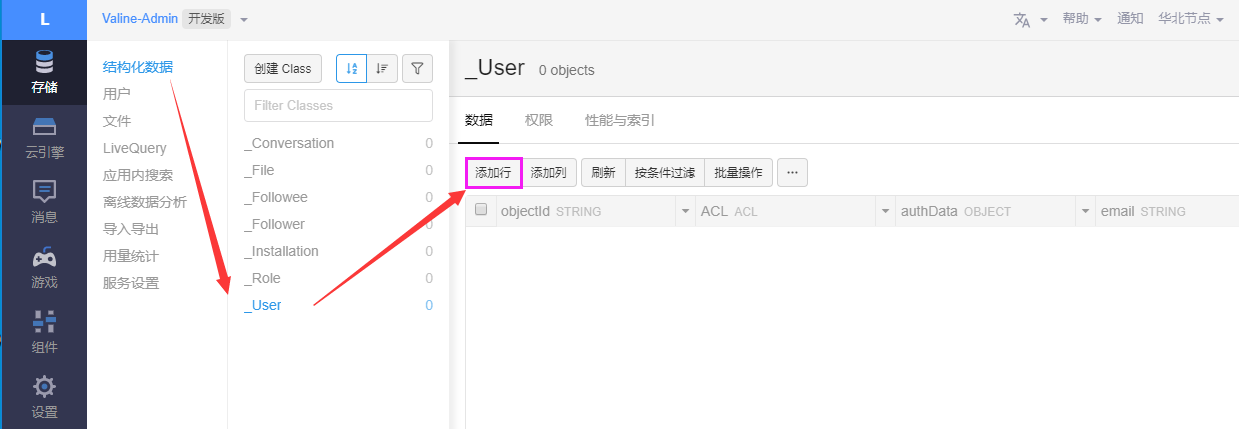 L
Valine-Admin 开发版
帮助 通知 华北节点
存储
云引擎
消息
游戏
组件
设置
结构化数据
用户
文件
LiveQuery
应用内搜索
离线数据分析
导入导出
用量统计
服务设置
创建 Class
Filter Classes
_Conversation 0
_File 0
_Followee 0
_Follower 0
_Installation 0
_Role 0
_User 0
_User 0 objects
数据 权限 性能与索引
添加行 添加列 刷新 按条件过滤 批量操作 ...
objectId STRING ACL ACL authData OBJECT email STRING